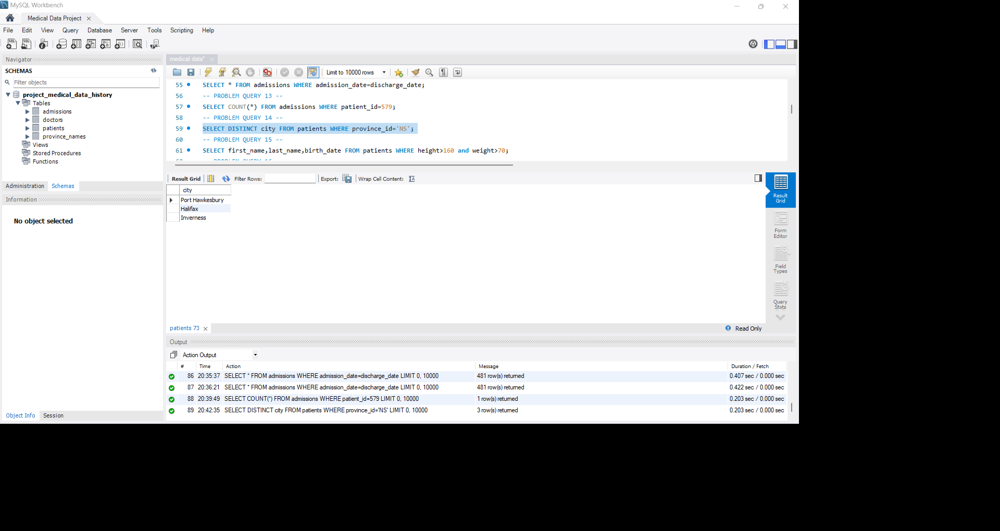 MySQL Workbench
Medical Data Project
File Edit View Query Database Server Tools Scripting Help
Navigator
SCHEMAS
Filter objects
project_medical_data_history
Tables
admissions
doctors
patients
province_names
Views
Stored Procedures
Functions
Administration Schemas
Information
No object selected
Object Info Session
medical data*
Limit to 10000 rows
55 SELECT * FROM admissions WHERE admission_date=discharge_date;
56 -- PROBLEM QUERY 13 --
57 SELECT COUNT(*) FROM admissions WHERE patient_id=579;
58 -- PROBLEM QUERY 14 --
59 SELECT DISTINCT city FROM patients WHERE province_id='NS';
60 -- PROBLEM QUERY 15 --
61 SELECT first_name,last_name,birth_date FROM patients WHERE height>160 and weight>70;
Result Grid Filter Rows: Export: Wrap Cell Content:
city
Port Hawkesbury
Halifax
Inverness
Result Grid
Form Editor
Field Types
Query Stats
patients 73
Read Only
Output
Action Output
# Time Action Message Duration / Fetch
86 20:35:37 SELECT * FROM admissions WHERE admission_date=discharge_date LIMIT 0, 10000 481 row(s) returned 0.407 sec / 0.000 sec
87 20:36:21 SELECT * FROM admissions WHERE admission_date=discharge_date LIMIT 0, 10000 481 row(s) returned 0.422 sec / 0.000 sec
88 20:39:49 SELECT COUNT(*) FROM admissions WHERE patient_id=579 LIMIT 0, 10000 1 row(s) returned 0.203 sec / 0.000 sec
89 20:42:35 SELECT DISTINCT city FROM patients WHERE province_id='NS' LIMIT 0, 10000 3 row(s) returned 0.203 sec / 0.000 sec